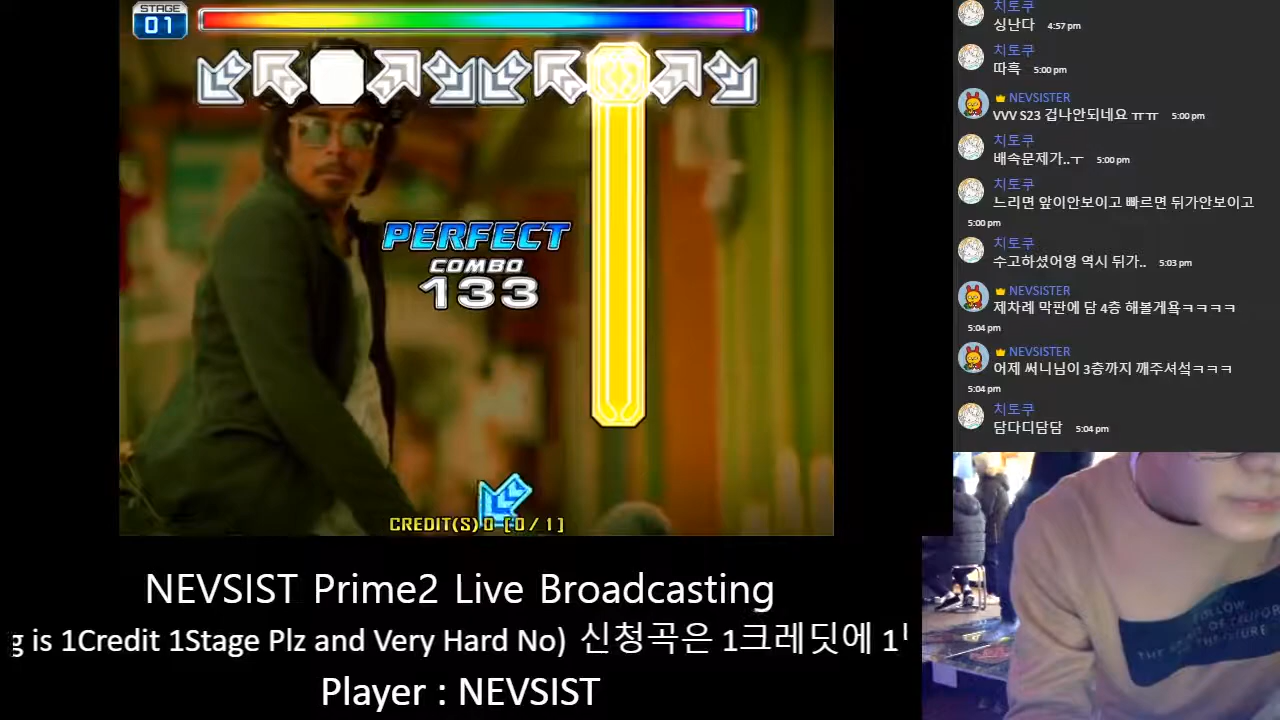 STAGE
01
PERFECT
COMBO
133
CREDIT(S) 0 [0/1]
NEVSIST Prime2 Live Broadcasting
g is 1Credit 1Stage Plz and Very Hard No) 신청곡은 1크레딧에 1
Player : NEVSIST
치토쿠
싱난다 4:57 pm
치토쿠
따흑 5:00 pm
NEVSISTER
VVV S23 겁나안되네요 ㅠㅠ 5:00 pm
치토쿠
배속문제가..ㅜ 5:00 pm
치토쿠
느리면 앞이안보이고 빠르면 뒤가안보이고
5:00 pm
치토쿠
수고하셨어영 역시 뒤가.. 5:03 pm
NEVSISTER
제차례 막판에 담 4층 해볼게욬ㅋㅋㅋㅋ
5:04 pm
NEVSISTER
어제 써니님이 3층까지 깨주셔섴ㅋㅋㅋ
5:04 pm
치토쿠
담다디담담 5:04 pm
FOLLOW
THE